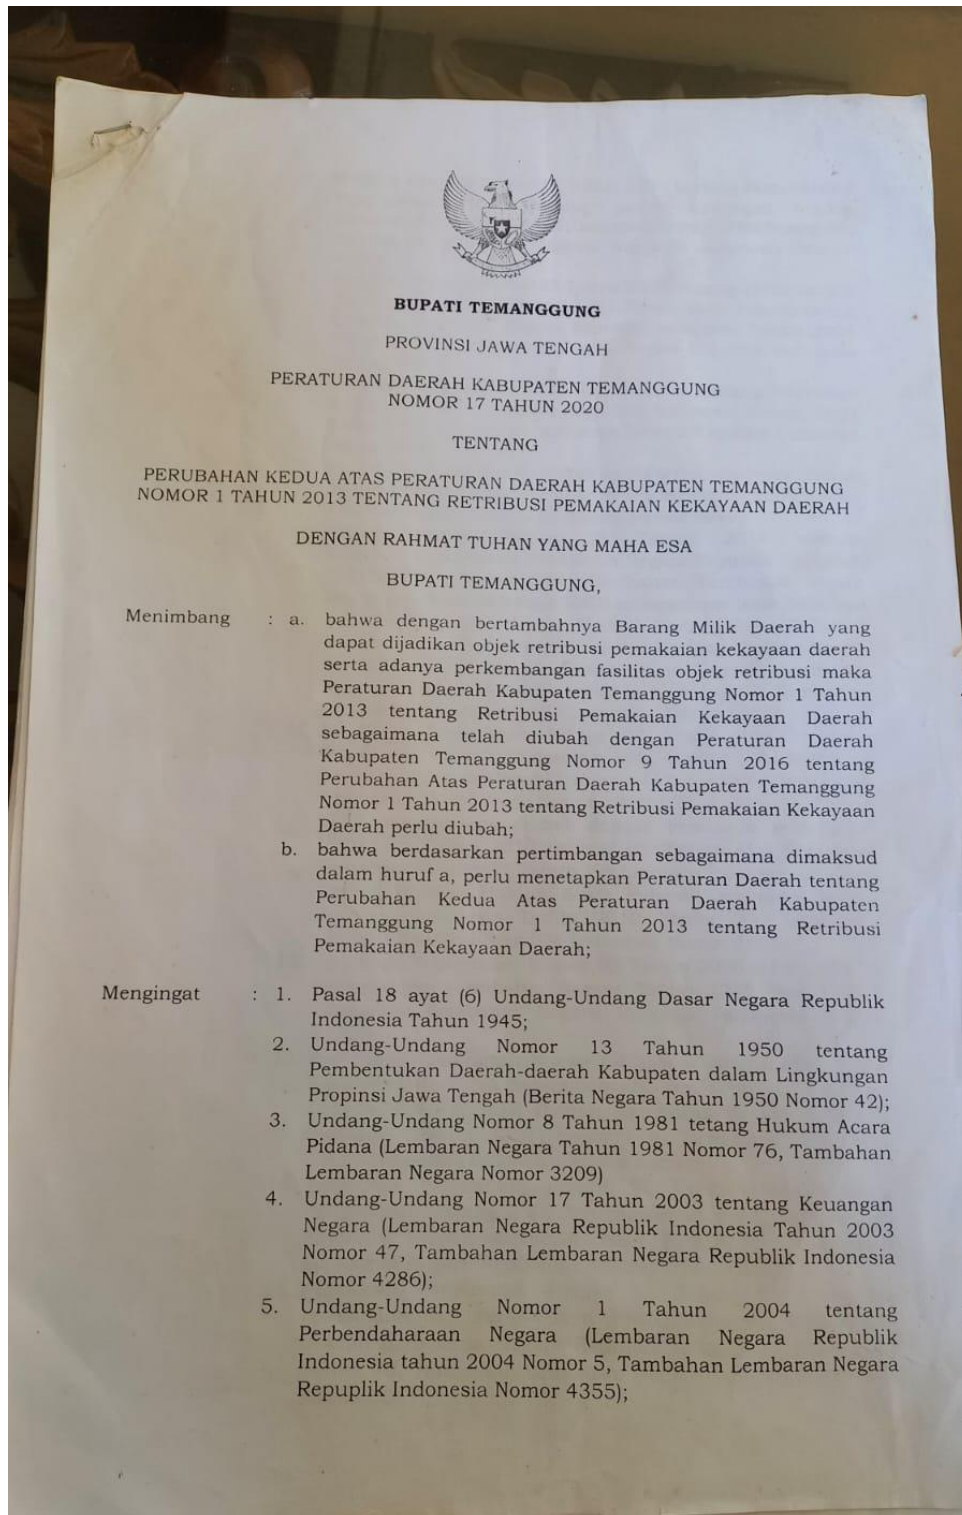 BUPATI TEMANGGUNG
PROVINSI JAWA TENGAH
PERATURAN DAERAH KABUPATEN TEMANGGUNG
NOMOR 17 TAHUN 2020
TENTANG
PERUBAHAN KEDUA ATAS PERATURAN DAERAH KABUPATEN TEMANGGUNG
NOMOR 1 TAHUN 2013 TENTANG RETRIBUSI PEMAKAIAN KEKAYAAN DAERAH
DENGAN RAHMAT TUHAN YANG MAHA ESA
BUPATI TEMANGGUNG,
Menimbang : a. bahwa dengan bertambahnya Barang Milik Daerah yang
dapat dijadikan objek retribusi pemakaian kekayaan daerah
serta adanya perkembangan fasilitas objek retribusi maka
Peraturan Daerah Kabupaten Temanggung Nomor 1 Tahun
2013 tentang Retribusi Pemakaian Kekayaan Daerah
sebagaimana telah diubah dengan Peraturan Daerah
Kabupaten Temanggung Nomor 9 Tahun 2016 tentang
Perubahan Atas Peraturan Daerah Kabupaten Temanggung
Nomor 1 Tahun 2013 tentang Retribusi Pemakaian Kekayaan
Daerah perlu diubah;
b. bahwa berdasarkan pertimbangan sebagaimana dimaksud
dalam huruf a, perlu menetapkan Peraturan Daerah tentang
Perubahan Kedua Atas Peraturan Daerah Kabupaten
Temanggung Nomor 1 Tahun 2013 tentang Retribusi
Pemakaian Kekayaan Daerah;
Mengingat : 1. Pasal 18 ayat (6) Undang-Undang Dasar Negara Republik
Indonesia Tahun 1945;
2. Undang-Undang Nomor 13 Tahun 1950 tentang
Pembentukan Daerah-daerah Kabupaten dalam Lingkungan
Propinsi Jawa Tengah (Berita Negara Tahun 1950 Nomor 42);
3. Undang-Undang Nomor 8 Tahun 1981 tetang Hukum Acara
Pidana (Lembaran Negara Tahun 1981 Nomor 76, Tambahan
Lembaran Negara Nomor 3209)
4. Undang-Undang Nomor 17 Tahun 2003 tentang Keuangan
Negara (Lembaran Negara Republik Indonesia Tahun 2003
Nomor 47, Tambahan Lembaran Negara Republik Indonesia
Nomor 4286);
5. Undang-Undang Nomor 1 Tahun 2004 tentang
Perbendaharaan Negara (Lembaran Negara Republik
Indonesia tahun 2004 Nomor 5, Tambahan Lembaran Negara
Repuplik Indonesia Nomor 4355);